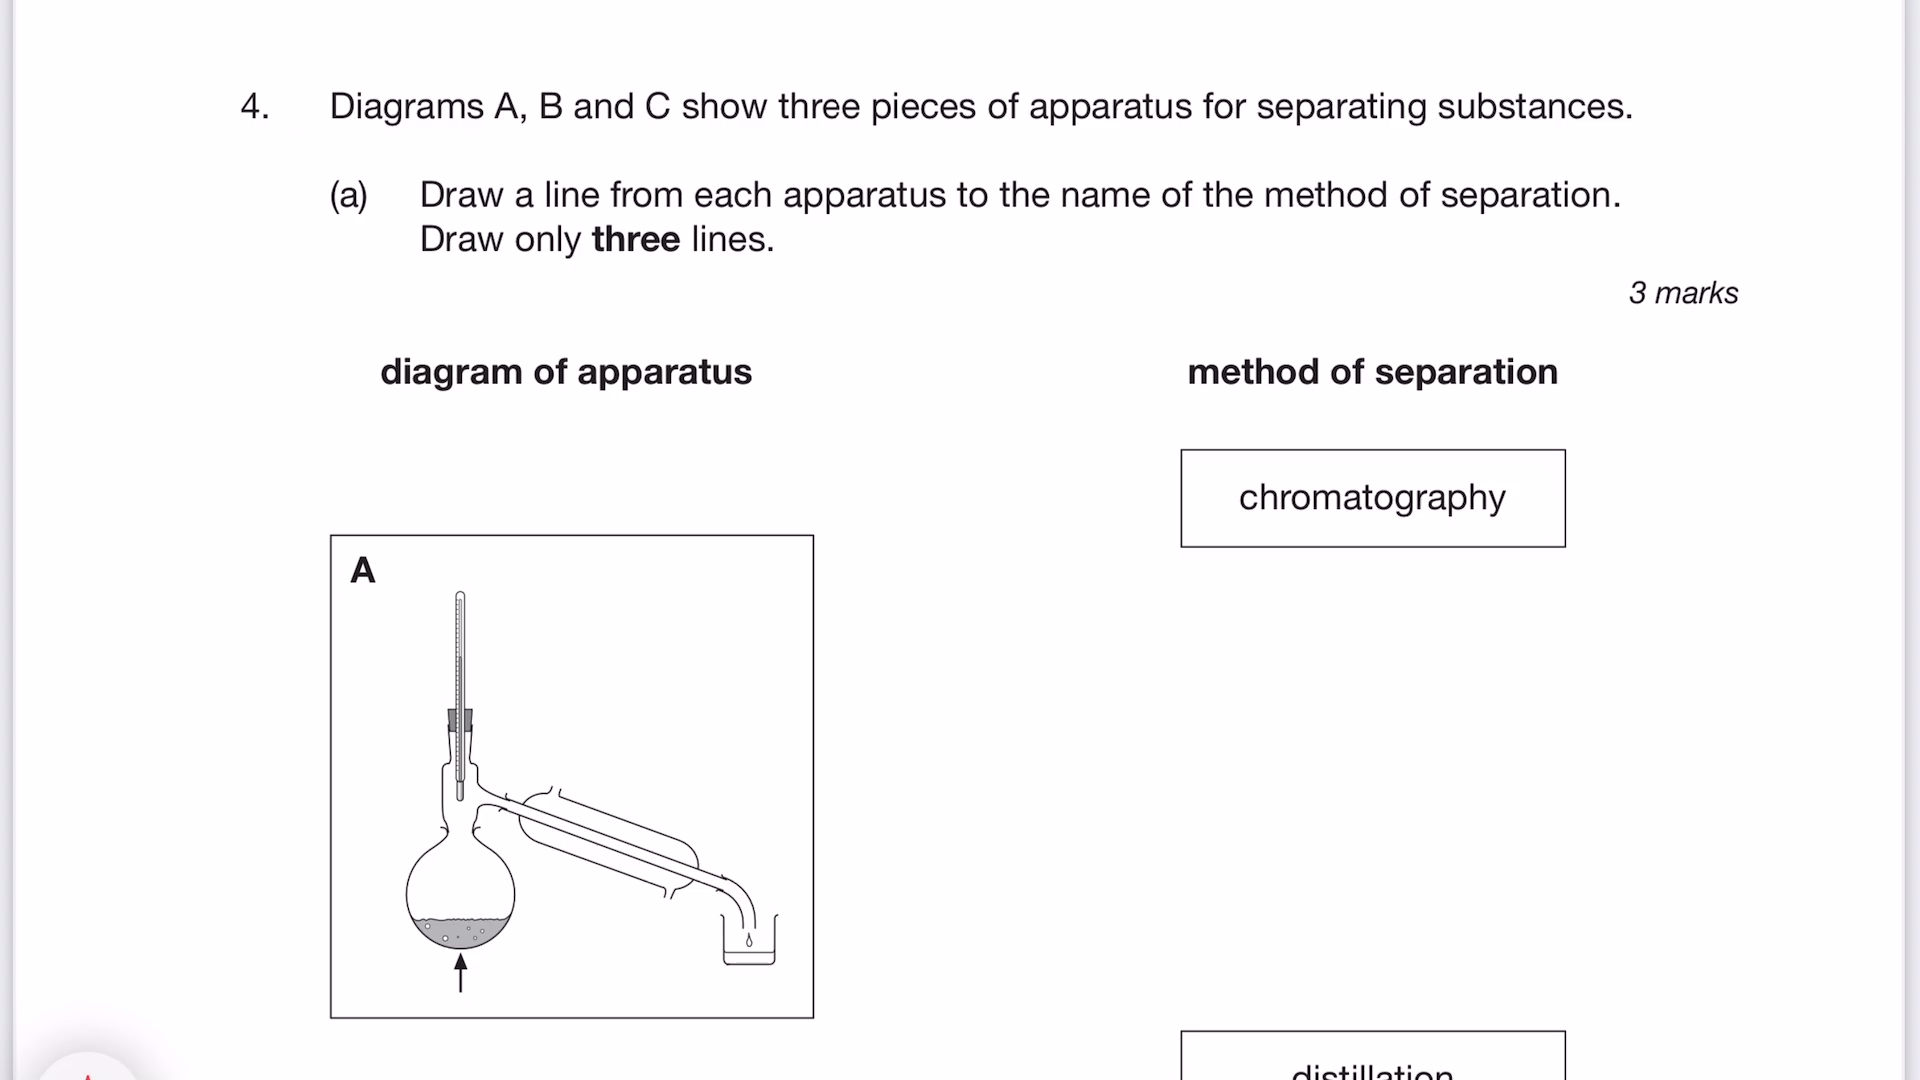 4. Diagrams A, B and C show three pieces of apparatus for separating substances.
(a) Draw a line from each apparatus to the name of the method of separation.
Draw only three lines.
3 marks
diagram of apparatus
method of separation
chromatography
A
distillation